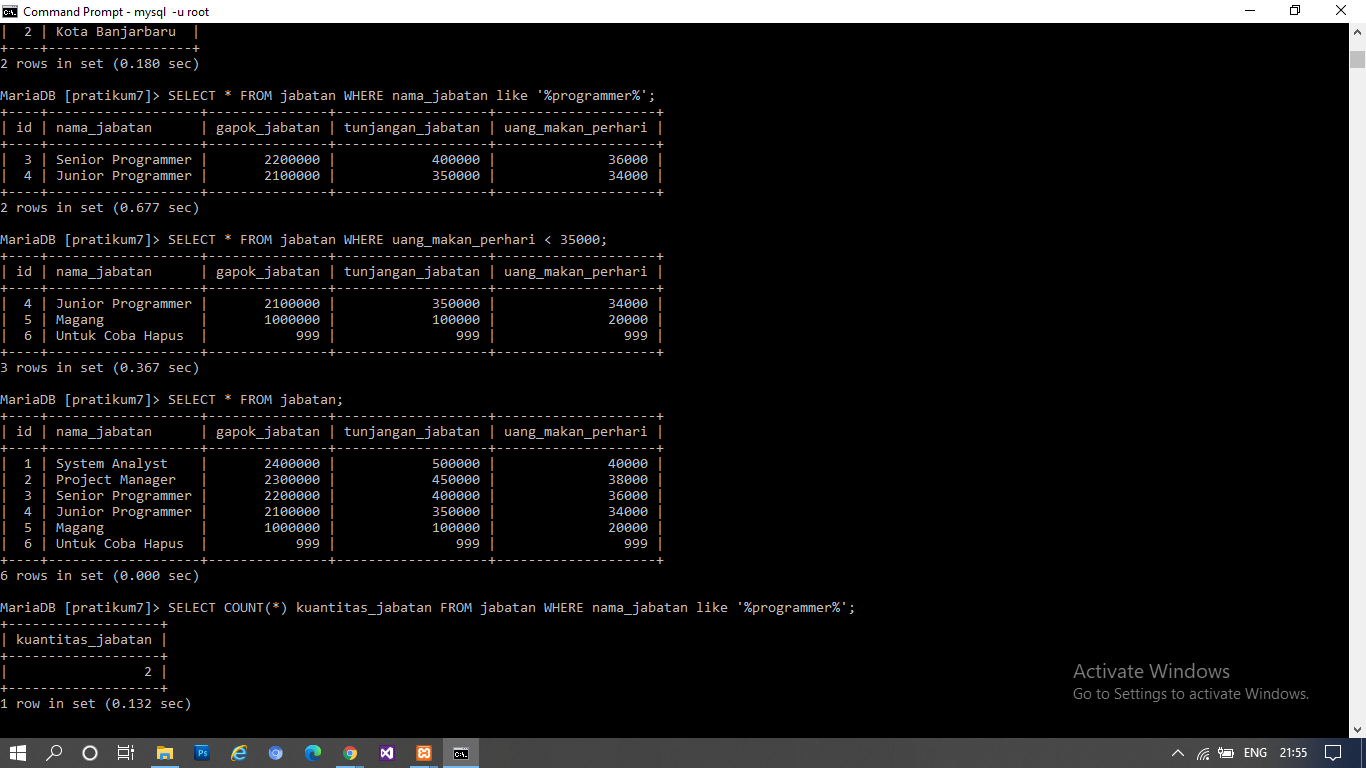 Command Prompt - mysql  -u root
|  2 | Kota Banjarbaru  |
+----+------------------+
2 rows in set (0.180 sec)
MariaDB [pratikum7]> SELECT * FROM jabatan WHERE nama_jabatan like '%programmer%';
+----+-------------------+---------------+-------------------+--------------------+
| id | nama_jabatan      | gapok_jabatan | tunjangan_jabatan | uang_makan_perhari |
+----+-------------------+---------------+-------------------+--------------------+
|  3 | Senior Programmer |       2200000 |            400000 |              36000 |
|  4 | Junior Programmer |       2100000 |            350000 |              34000 |
+----+-------------------+---------------+-------------------+--------------------+
2 rows in set (0.677 sec)
MariaDB [pratikum7]> SELECT * FROM jabatan WHERE uang_makan_perhari < 35000;
+----+-------------------+---------------+-------------------+--------------------+
| id | nama_jabatan      | gapok_jabatan | tunjangan_jabatan | uang_makan_perhari |
+----+-------------------+---------------+-------------------+--------------------+
|  4 | Junior Programmer |       2100000 |            350000 |              34000 |
|  5 | Magang            |       1000000 |            100000 |              20000 |
|  6 | Untuk Coba Hapus  |           999 |               999 |                999 |
+----+-------------------+---------------+-------------------+--------------------+
3 rows in set (0.367 sec)
MariaDB [pratikum7]> SELECT * FROM jabatan;
+----+-------------------+---------------+-------------------+--------------------+
| id | nama_jabatan      | gapok_jabatan | tunjangan_jabatan | uang_makan_perhari |
+----+-------------------+---------------+-------------------+--------------------+
|  1 | System Analyst    |       2400000 |            500000 |              40000 |
|  2 | Project Manager   |       2300000 |            450000 |              38000 |
|  3 | Senior Programmer |       2200000 |            400000 |              36000 |
|  4 | Junior Programmer |       2100000 |            350000 |              34000 |
|  5 | Magang            |       1000000 |            100000 |              20000 |
|  6 | Untuk Coba Hapus  |           999 |               999 |                999 |
+----+-------------------+---------------+-------------------+--------------------+
6 rows in set (0.000 sec)
MariaDB [pratikum7]> SELECT COUNT(*) kuantitas_jabatan FROM jabatan WHERE nama_jabatan like '%programmer%';
+-------------------+
| kuantitas_jabatan |
+-------------------+
|                 2 |
+-------------------+
1 row in set (0.132 sec)
Activate Windows
Go to Settings to activate Windows.
Ps
ENG 21:55